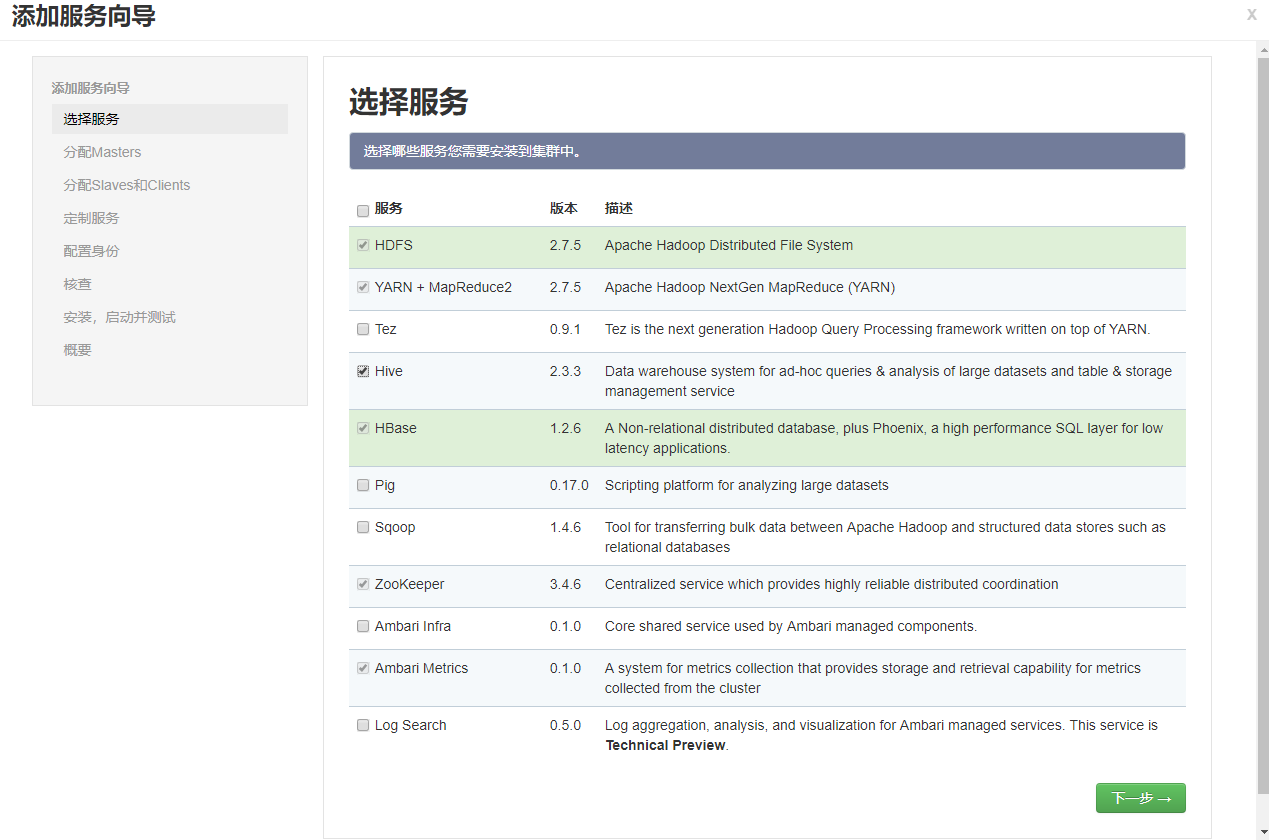 添加服务向导
x
添加服务向导
选择服务
分配Masters
分配Slaves和Clients
定制服务
配置身份
核查
安装，启动并测试
概要
选择服务
选择哪些服务您需要安装到集群中。
服务 版本 描述
HDFS 2.7.5 Apache Hadoop Distributed File System
YARN + MapReduce2 2.7.5 Apache Hadoop NextGen MapReduce (YARN)
Tez 0.9.1 Tez is the next generation Hadoop Query Processing framework written on top of YARN.
Hive 2.3.3 Data warehouse system for ad-hoc queries & analysis of large datasets and table & storage
management service
HBase 1.2.6 A Non-relational distributed database, plus Phoenix, a high performance SQL layer for low
latency applications.
Pig 0.17.0 Scripting platform for analyzing large datasets
Sqoop 1.4.6 Tool for transferring bulk data between Apache Hadoop and structured data stores such as
relational databases
ZooKeeper 3.4.6 Centralized service which provides highly reliable distributed coordination
Ambari Infra 0.1.0 Core shared service used by Ambari managed components.
Ambari Metrics 0.1.0 A system for metrics collection that provides storage and retrieval capability for metrics
collected from the cluster
Log Search 0.5.0 Log aggregation, analysis, and visualization for Ambari managed services. This service is
Technical Preview.
下一步 →